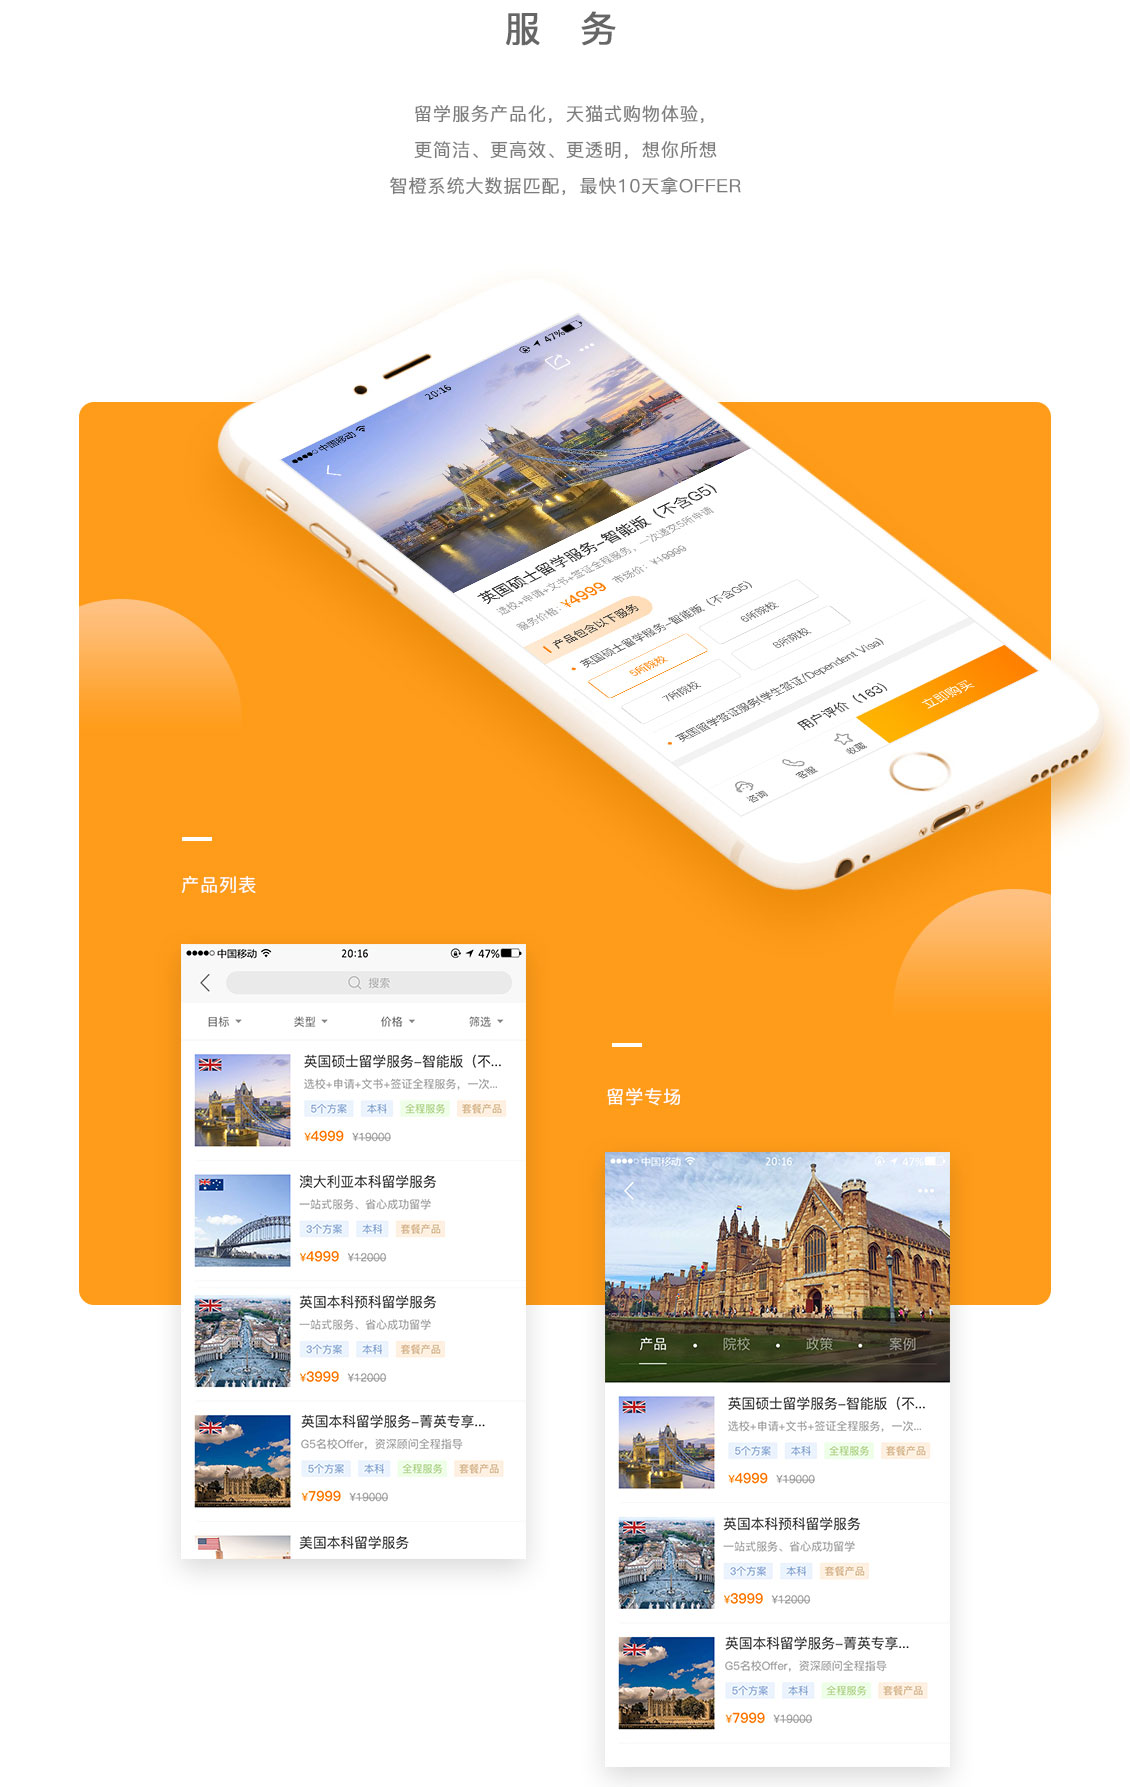 服 务
留学服务产品化，天猫式购物体验，
更简洁、更高效、更透明，想你所想
智橙系统大数据匹配，最快10天拿OFFER
中国移动 20:16 47%
英国硕士留学服务-智能版（不含G5）
选校+申请+文书+签证全程服务，一次递交5所申请
服务价格：¥4999 市场价：¥19999
产品包含以下服务
英国硕士留学服务-智能版（不含G5）
5所院校 6所院校
7所院校 8所院校
英国留学签证服务(学生签证/Dependent Visa)
用户评价（163）
咨询 客服 收藏 立即购买
产品列表
中国移动 20:16 47%
搜索
目标 类型 价格 筛选
英国硕士留学服务-智能版（不...
选校+申请+文书+签证全程服务，一次...
5个方案 本科 全程服务 套餐产品
¥4999 ¥19000
澳大利亚本科留学服务
一站式服务、省心成功留学
3个方案 本科 套餐产品
¥4999 ¥12000
英国本科预科留学服务
一站式服务、省心成功留学
3个方案 本科 套餐产品
¥3999 ¥12000
英国本科留学服务-菁英专享...
G5名校Offer，资深顾问全程指导
5个方案 本科 全程服务 套餐产品
¥7999 ¥19000
美国本科留学服务
留学专场
中国移动 20:16 47%
产品 院校 政策 案例
英国硕士留学服务-智能版（不...
选校+申请+文书+签证全程服务，一次...
5个方案 本科 全程服务 套餐产品
¥4999 ¥19000
英国本科预科留学服务
一站式服务、省心成功留学
3个方案 本科 套餐产品
¥3999 ¥12000
英国本科留学服务-菁英专享...
G5名校Offer，资深顾问全程指导
5个方案 本科 全程服务 套餐产品
¥7999 ¥19000